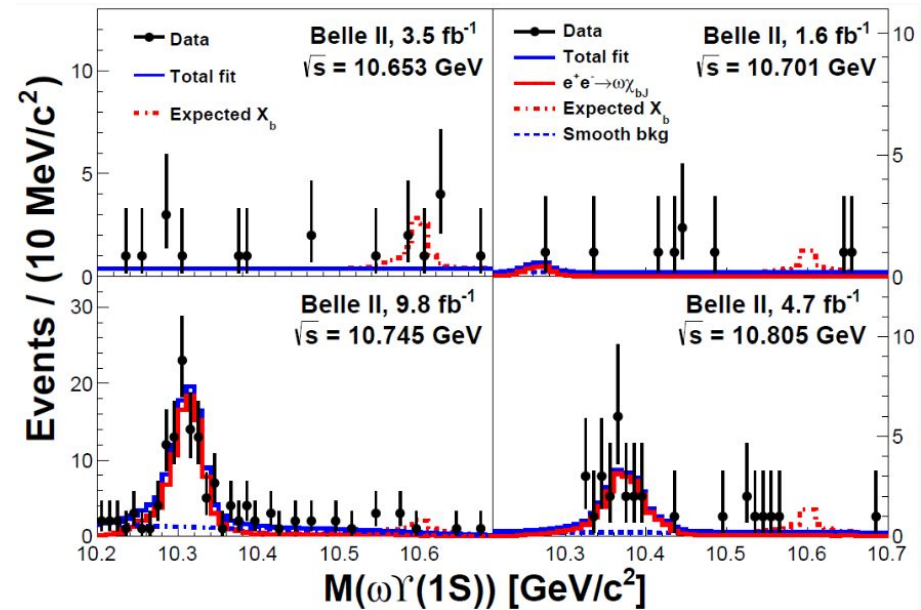 Events / (10 MeV/c²)
Data
Total fit
Expected X_b
Belle II, 3.5 fb⁻¹
√s = 10.653 GeV
10
5
0
Data
Total fit
e⁺e⁻→ωχ_bJ
Expected X_b
Smooth bkg
Belle II, 1.6 fb⁻¹
√s = 10.701 GeV
10
5
0
Belle II, 9.8 fb⁻¹
√s = 10.745 GeV
30
20
10
0
Belle II, 4.7 fb⁻¹
√s = 10.805 GeV
10
5
0
10.2 10.3 10.4 10.5 10.6 10.3 10.4 10.5 10.6 10.7
M(ωϒ(1S)) [GeV/c²]